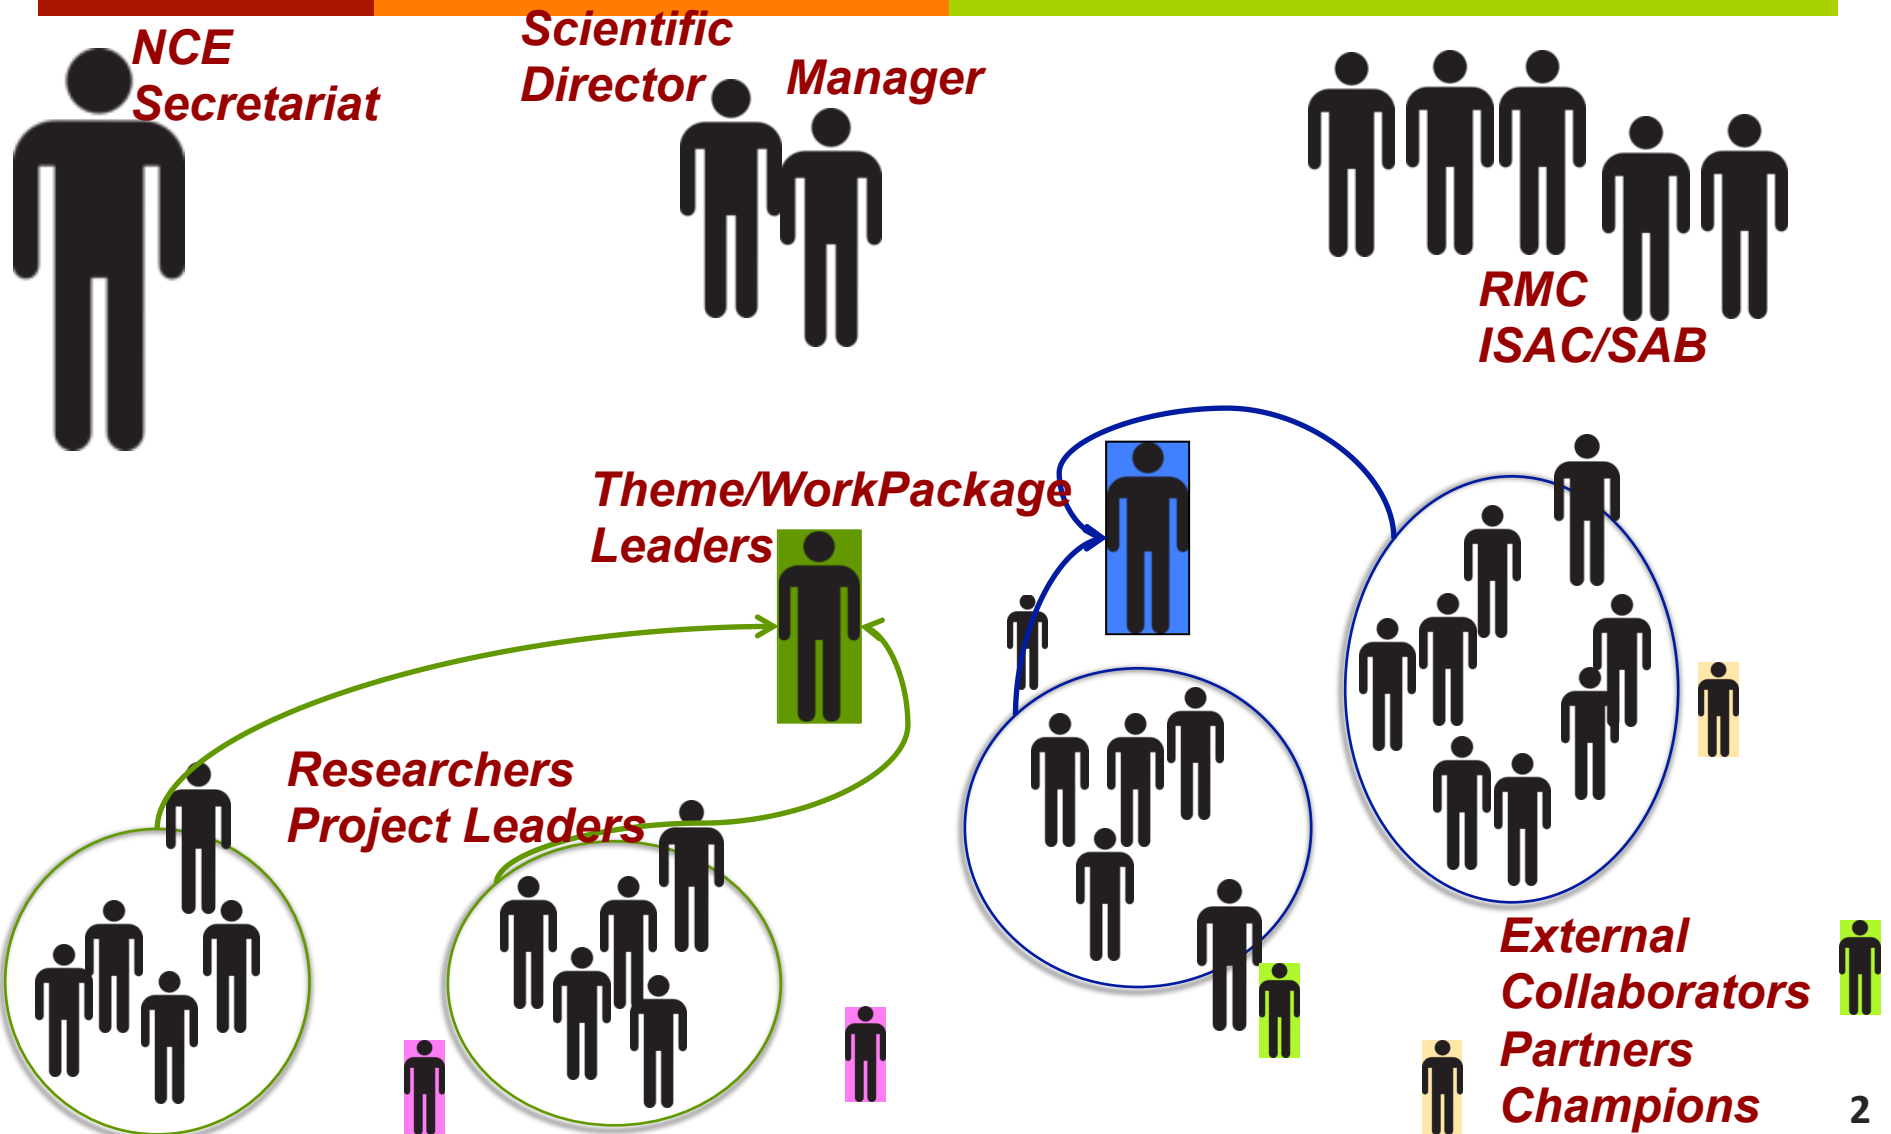 NCE
Secretariat
Scientific
Director
Manager
RMC
ISAC/SAB
Theme/WorkPackage
Leaders
Researchers
Project Leaders
External
Collaborators
Partners
Champions
2